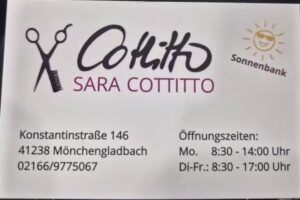 Cottitto
SARA COTTITTO
Sonnenbank
Konstantinstraße 146
41238 Mönchengladbach
02166/9775067
Öffnungszeiten:
Mo. 8:30 - 14:00 Uhr
Di-Fr.: 8:30 - 17:00 Uhr